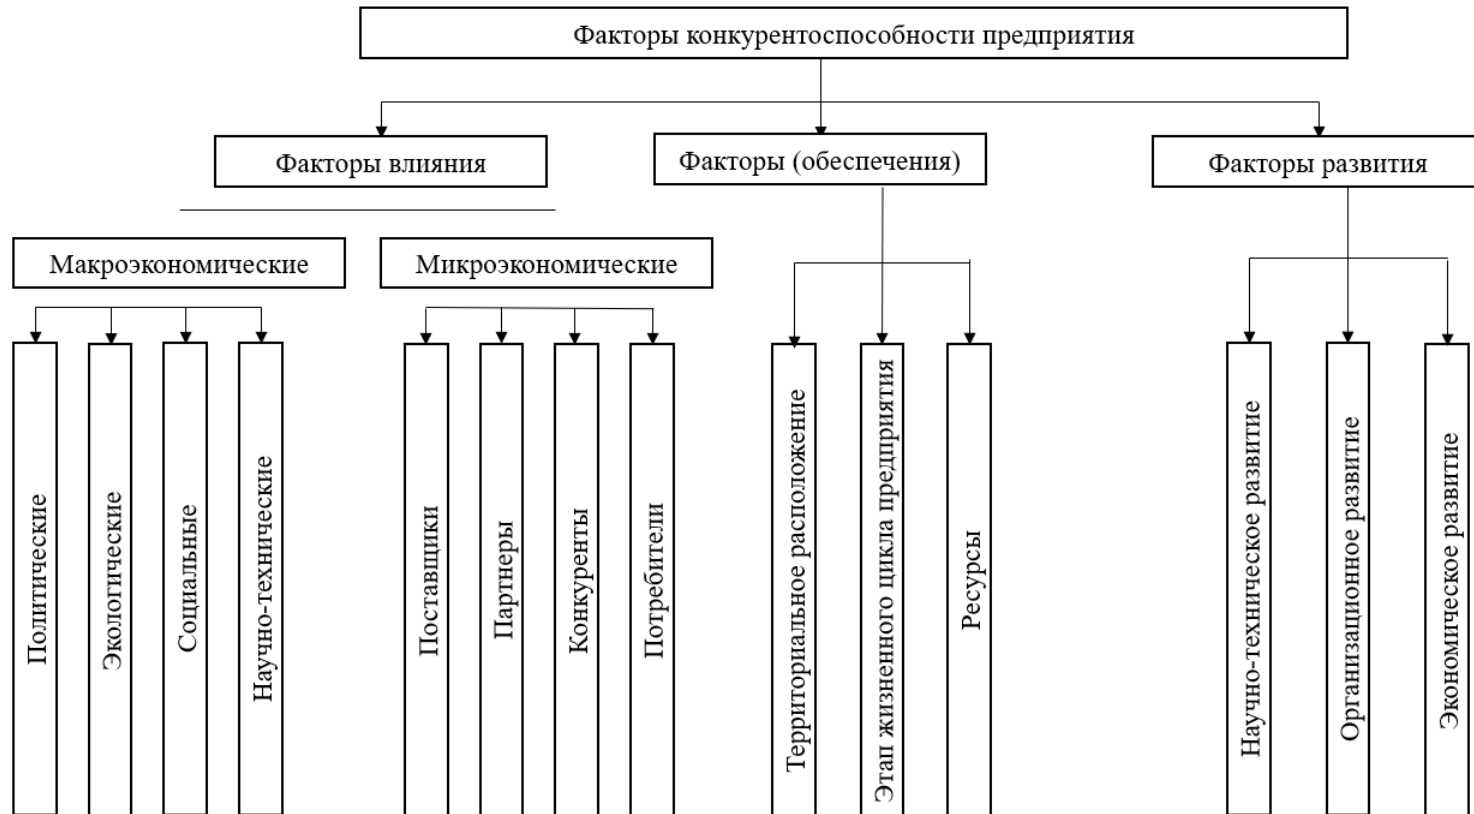 Факторы конкурентоспособности предприятия
Факторы влияния
Факторы (обеспечения)
Факторы развития
Макроэкономические
Микроэкономические
Политические
Экологические
Социальные
Научно-технические
Поставщики
Партнеры
Конкуренты
Потребители
Территориальное расположение
Этап жизненного цикла предприятия
Ресурсы
Научно-техническое развитие
Организационное развитие
Экономическое развитие